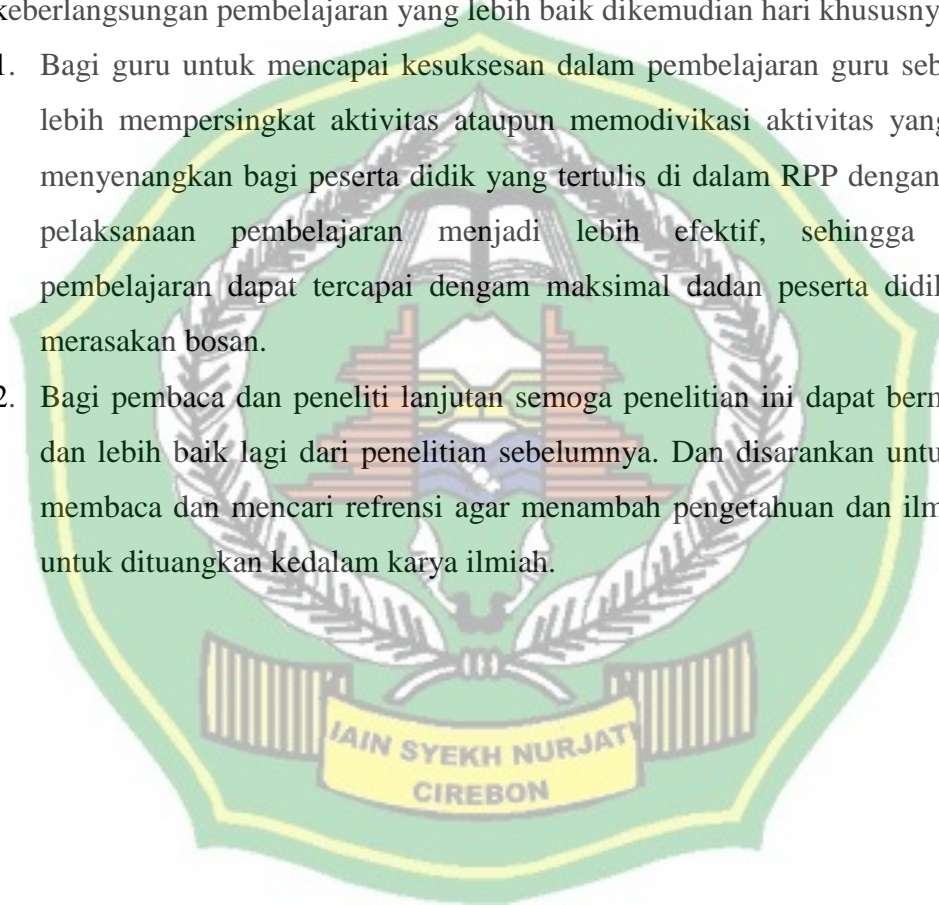 keberlangsungan pembelajaran yang lebih baik dikemudian hari khususny
1. Bagi guru untuk mencapai kesuksesan dalam pembelajaran guru seb
lebih mempersingkat aktivitas ataupun memodivikasi aktivitas yang
menyenangkan bagi peserta didik yang tertulis di dalam RPP dengan
pelaksanaan pembelajaran menjadi lebih efektif, sehingga
pembelajaran dapat tercapai dengam maksimal dadan peserta didi
merasakan bosan.
2. Bagi pembaca dan peneliti lanjutan semoga penelitian ini dapat berm
dan lebih baik lagi dari penelitian sebelumnya. Dan disarankan untu
membaca dan mencari refrensi agar menambah pengetahuan dan ilm
untuk dituangkan kedalam karya ilmiah.
IAIN SYEKH NURJATI
CIREBON